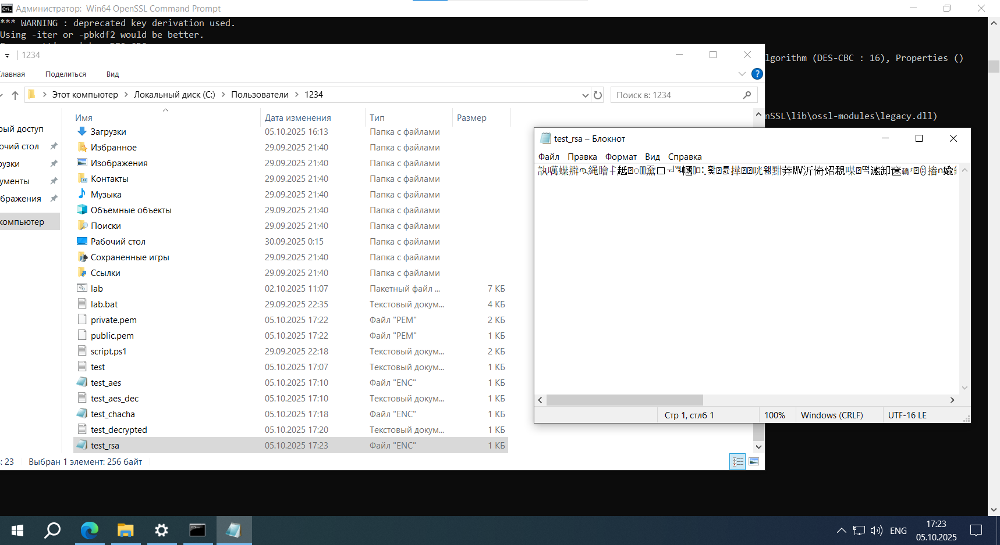 Администратор: Win64 OpenSSL Command Prompt
*** WARNING : deprecated key derivation used.
Using -iter or -pbkdf2 would be better.
lgorithm (DES-CBC : 16), Properties ()
nSSL\lib\ossl-modules\legacy.dll)
1234
лавная Поделиться Вид
Этот компьютер > Локальный диск (C:) > Пользователи > 1234
Поиск в: 1234
Имя Дата изменения Тип Размер
рый доступ
очий стол
рузки
ументы
бражения
компьютер
Загрузки 05.10.2025 16:13 Папка с файлами
Избранное 29.09.2025 21:40 Папка с файлами
Изображения 29.09.2025 21:40 Папка с файлами
Контакты 29.09.2025 21:40 Папка с файлами
Музыка 29.09.2025 21:40 Папка с файлами
Объемные объекты 29.09.2025 21:40 Папка с файлами
Поиски 29.09.2025 21:40 Папка с файлами
Рабочий стол 30.09.2025 0:15 Папка с файлами
Сохраненные игры 29.09.2025 21:40 Папка с файлами
Ссылки 29.09.2025 21:40 Папка с файлами
lab 02.10.2025 11:07 Пакетный файл ... 7 КБ
lab.bat 29.09.2025 22:35 Текстовый докум... 4 КБ
private.pem 05.10.2025 17:22 Файл "PEM" 2 КБ
public.pem 05.10.2025 17:22 Файл "PEM" 1 КБ
script.ps1 29.09.2025 22:18 Текстовый докум... 2 КБ
test 05.10.2025 17:07 Текстовый докум... 1 КБ
test_aes 05.10.2025 17:10 Файл "ENC" 1 КБ
test_aes_dec 05.10.2025 17:10 Текстовый докум... 1 КБ
test_chacha 05.10.2025 17:18 Файл "ENC" 1 КБ
test_decrypted 05.10.2025 17:20 Текстовый докум... 1 КБ
test_rsa 05.10.2025 17:23 Файл "ENC" 1 КБ
: 23 Выбран 1 элемент: 256 байт
test_rsa – Блокнот
Файл Правка Формат Вид Справка
Стр 1, стлб 1 100% Windows (CRLF) UTF-16 LE
ENG
17:23
05.10.2025